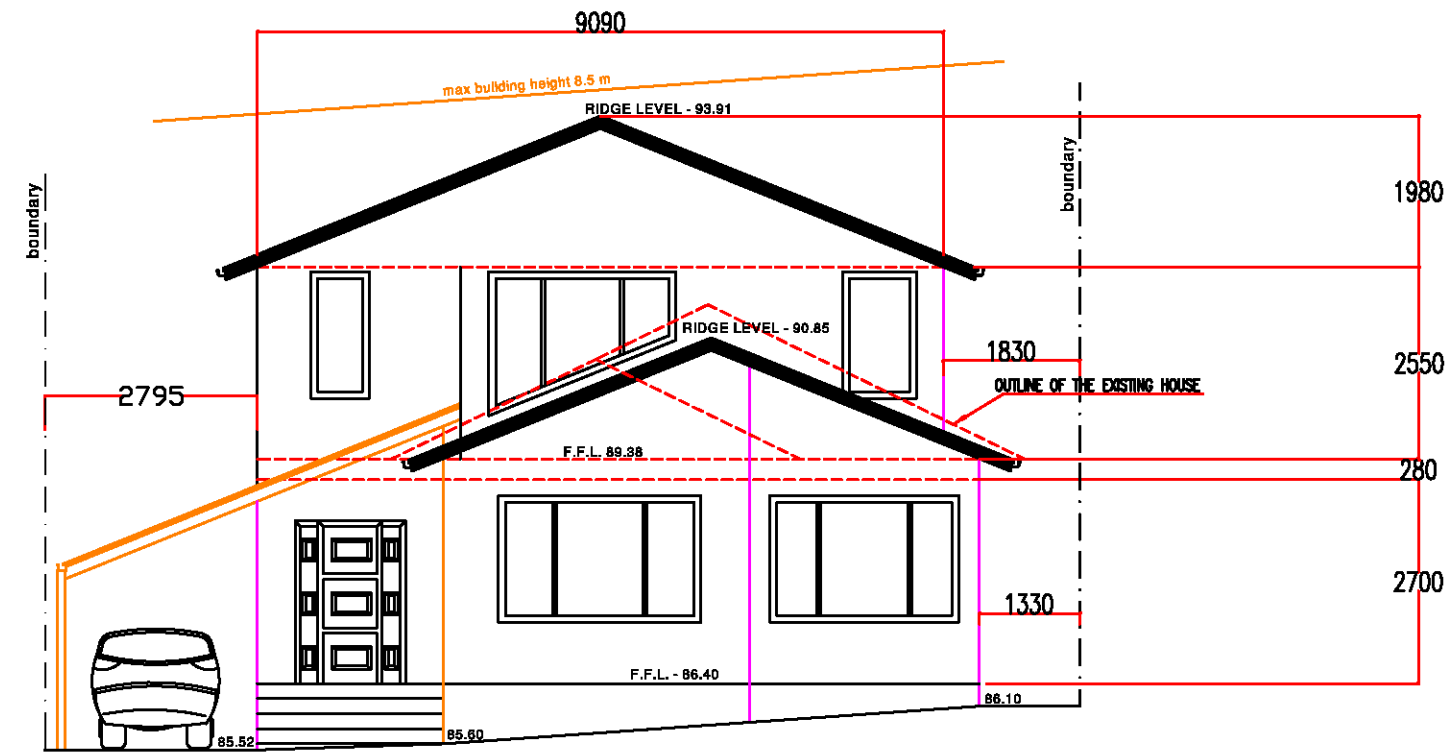 9090
max building height 8.5 m
RIDGE LEVEL - 93.91
boundary
boundary
1980
RIDGE LEVEL - 90.85
1830
2550
OUTLINE OF THE EXISTING HOUSE
2795
F.F.L. 89.38
280
2700
1330
F.F.L. - 86.40
86.10
85.52
85.60